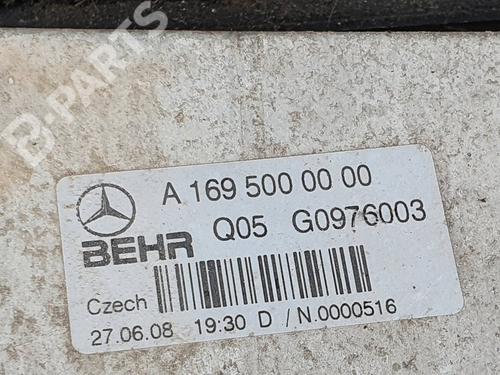 B-PARTS
A 169 500 00 00
BEHR Q05 G0976003
Czech
27.06.08 19:30 D / N.0000516